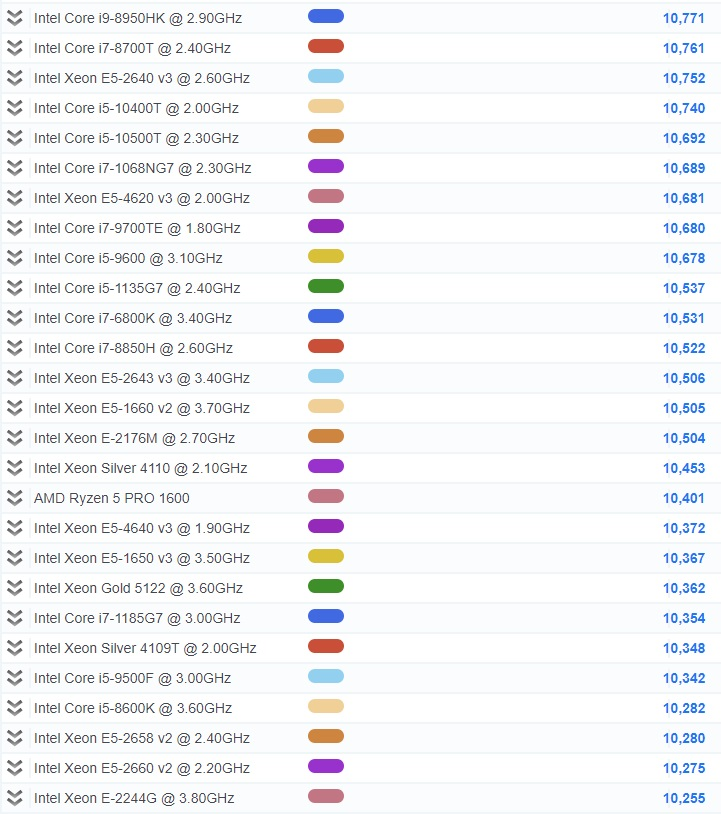 Intel Core i9-8950HK @ 2.90GHz 10,771
Intel Core i7-8700T @ 2.40GHz 10,761
Intel Xeon E5-2640 v3 @ 2.60GHz 10,752
Intel Core i5-10400T @ 2.00GHz 10,740
Intel Core i5-10500T @ 2.30GHz 10,692
Intel Core i7-1068NG7 @ 2.30GHz 10,689
Intel Xeon E5-4620 v3 @ 2.00GHz 10,681
Intel Core i7-9700TE @ 1.80GHz 10,680
Intel Core i5-9600 @ 3.10GHz 10,678
Intel Core i5-1135G7 @ 2.40GHz 10,537
Intel Core i7-6800K @ 3.40GHz 10,531
Intel Core i7-8850H @ 2.60GHz 10,522
Intel Xeon E5-2643 v3 @ 3.40GHz 10,506
Intel Xeon E5-1660 v2 @ 3.70GHz 10,505
Intel Xeon E-2176M @ 2.70GHz 10,504
Intel Xeon Silver 4110 @ 2.10GHz 10,453
AMD Ryzen 5 PRO 1600 10,401
Intel Xeon E5-4640 v3 @ 1.90GHz 10,372
Intel Xeon E5-1650 v3 @ 3.50GHz 10,367
Intel Xeon Gold 5122 @ 3.60GHz 10,362
Intel Core i7-1185G7 @ 3.00GHz 10,354
Intel Xeon Silver 4109T @ 2.00GHz 10,348
Intel Core i5-9500F @ 3.00GHz 10,342
Intel Core i5-8600K @ 3.60GHz 10,282
Intel Xeon E5-2658 v2 @ 2.40GHz 10,280
Intel Xeon E5-2660 v2 @ 2.20GHz 10,275
Intel Xeon E-2244G @ 3.80GHz 10,255